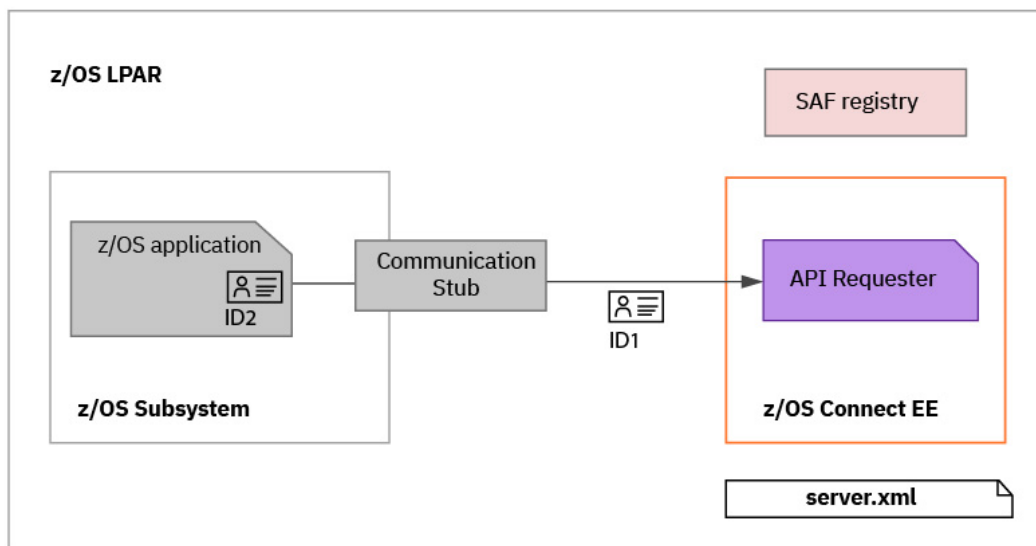 z/OS LPAR
SAF registry
z/OS application
ID2
Communication
Stub
ID1
API Requester
z/OS Subsystem
z/OS Connect EE
server.xml